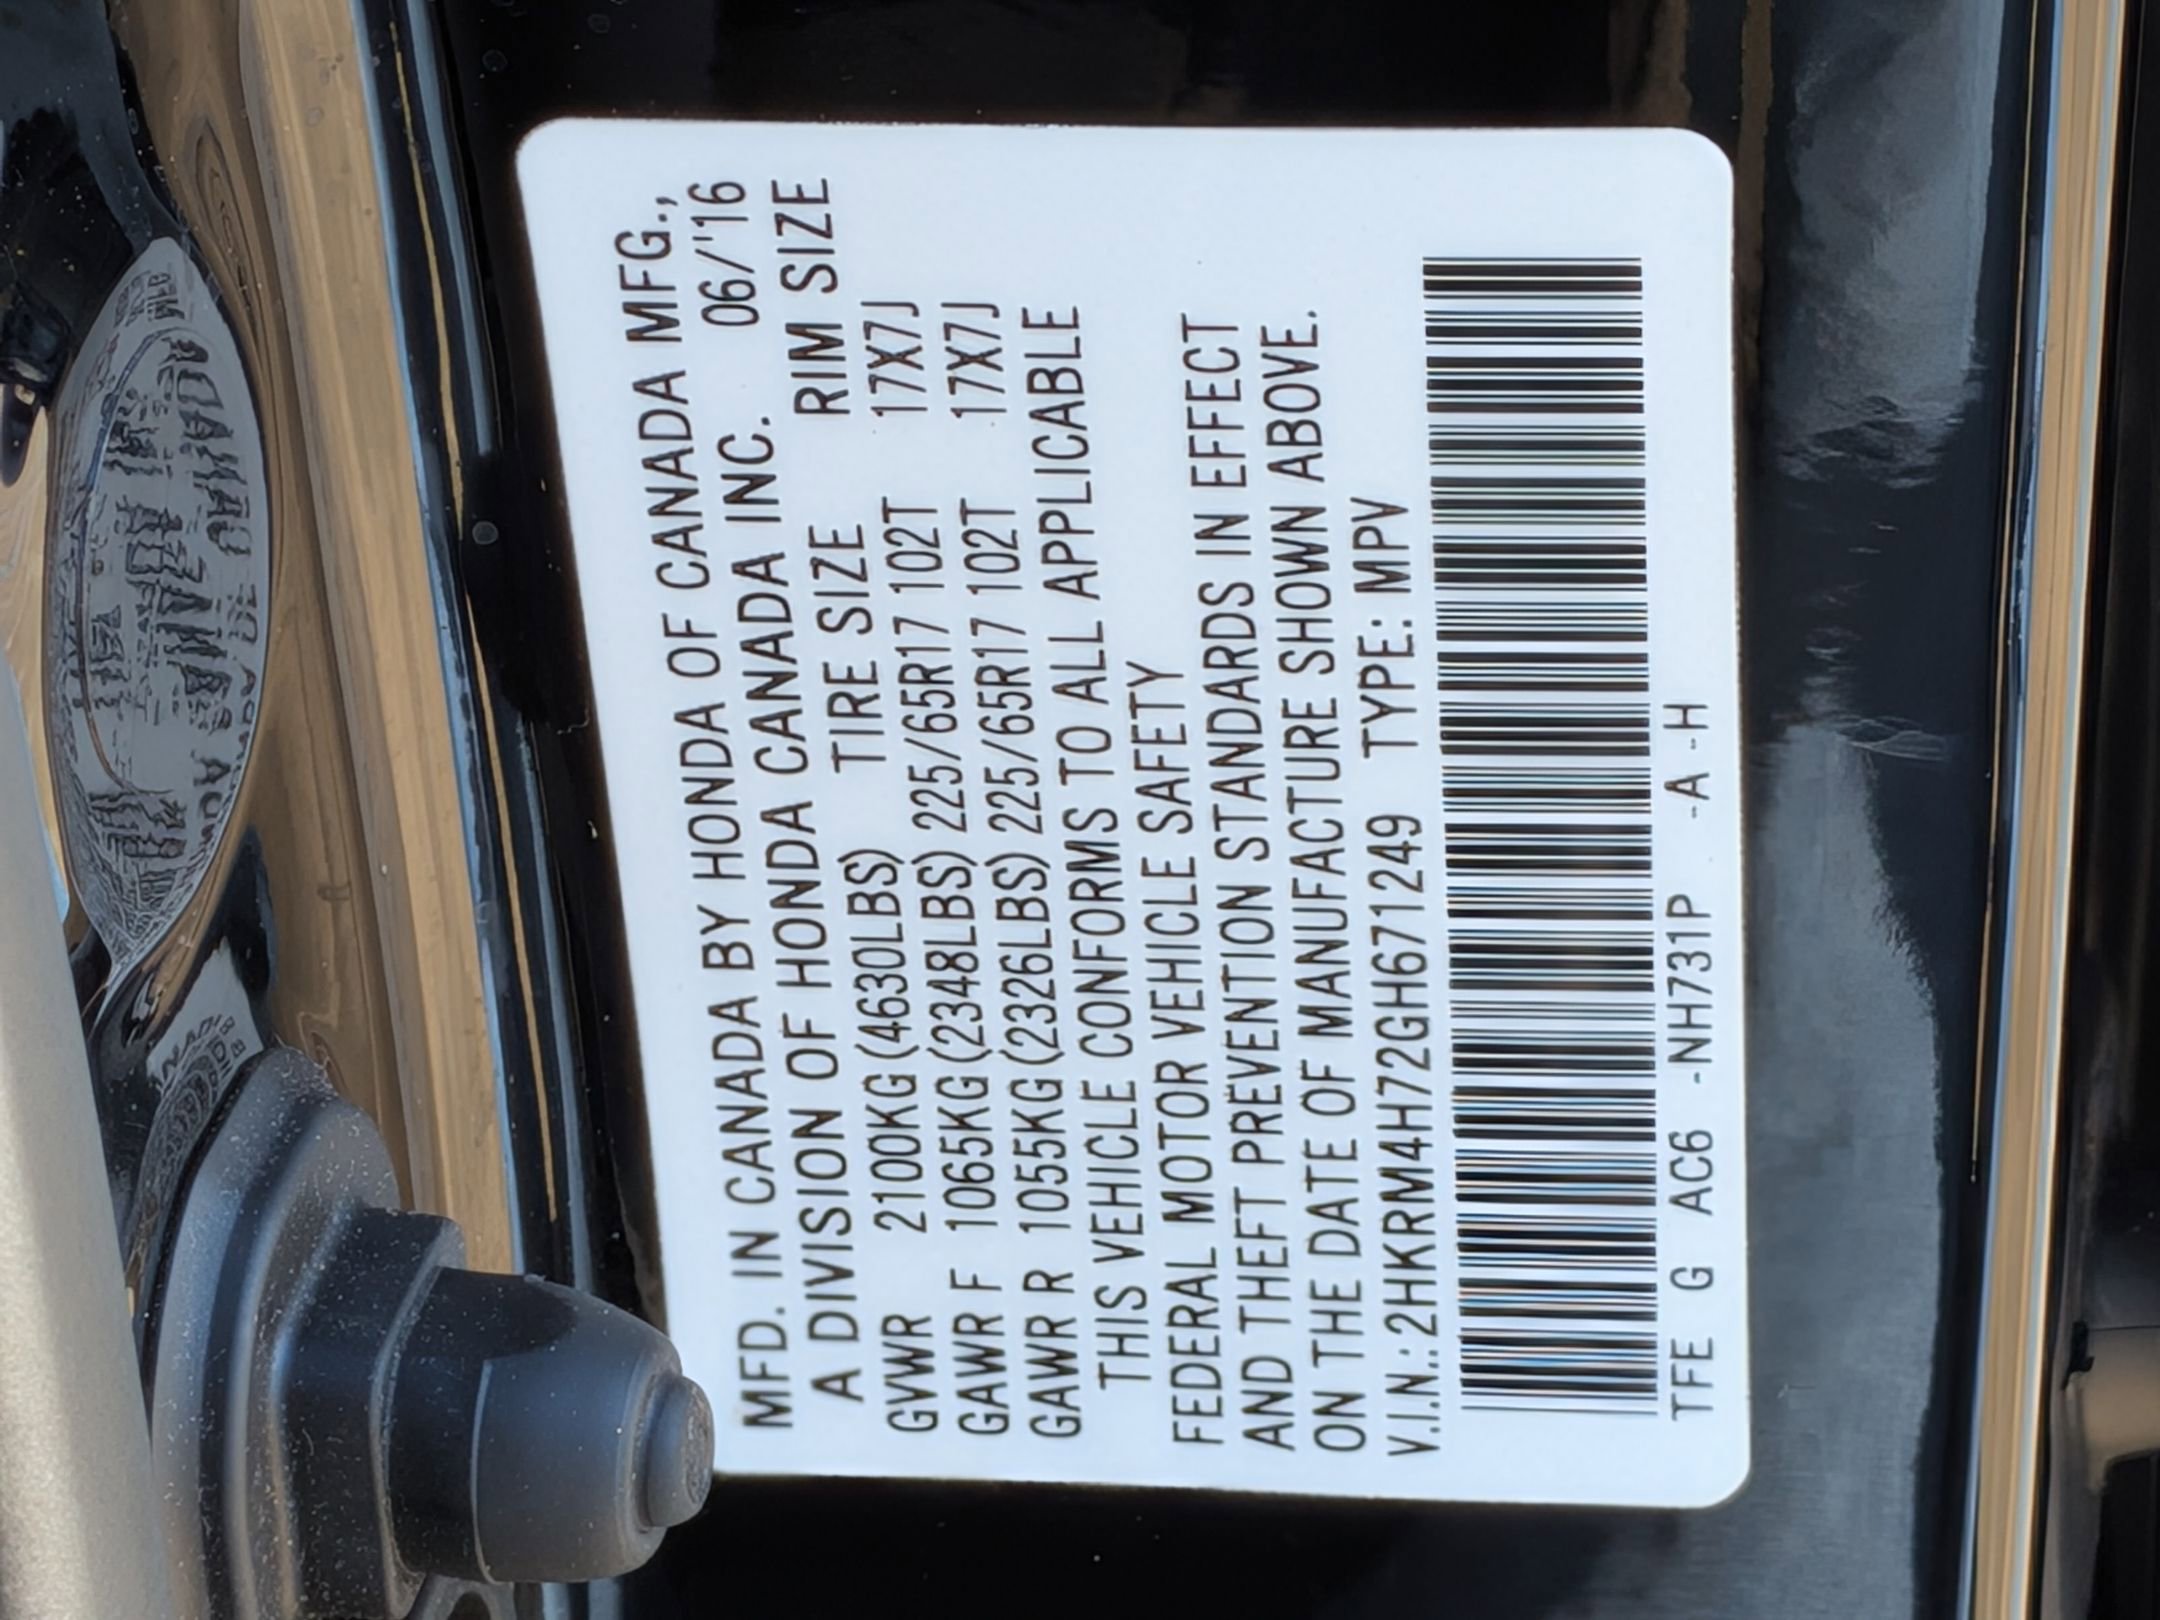 MFD. IN CANADA BY HONDA OF CANADA MFG.,
A DIVISION OF HONDA CANADA INC. 06/'16
GVWR 2100KG (4630LBS) TIRE SIZE RIM SIZE
GAWR F 1065KG (2348LBS) 225/65R17 102T 17X7J
GAWR R 1055KG (2326LBS) 225/65R17 102T 17X7J
THIS VEHICLE CONFORMS TO ALL APPLICABLE
FEDERAL MOTOR VEHICLE SAFETY
AND THEFT PREVENTION STANDARDS IN EFFECT
ON THE DATE OF MANUFACTURE SHOWN ABOVE.
V.I.N.: 2HKRM4H72GH671249 TYPE: MPV
TFE G AC6 -NH731P -A -H